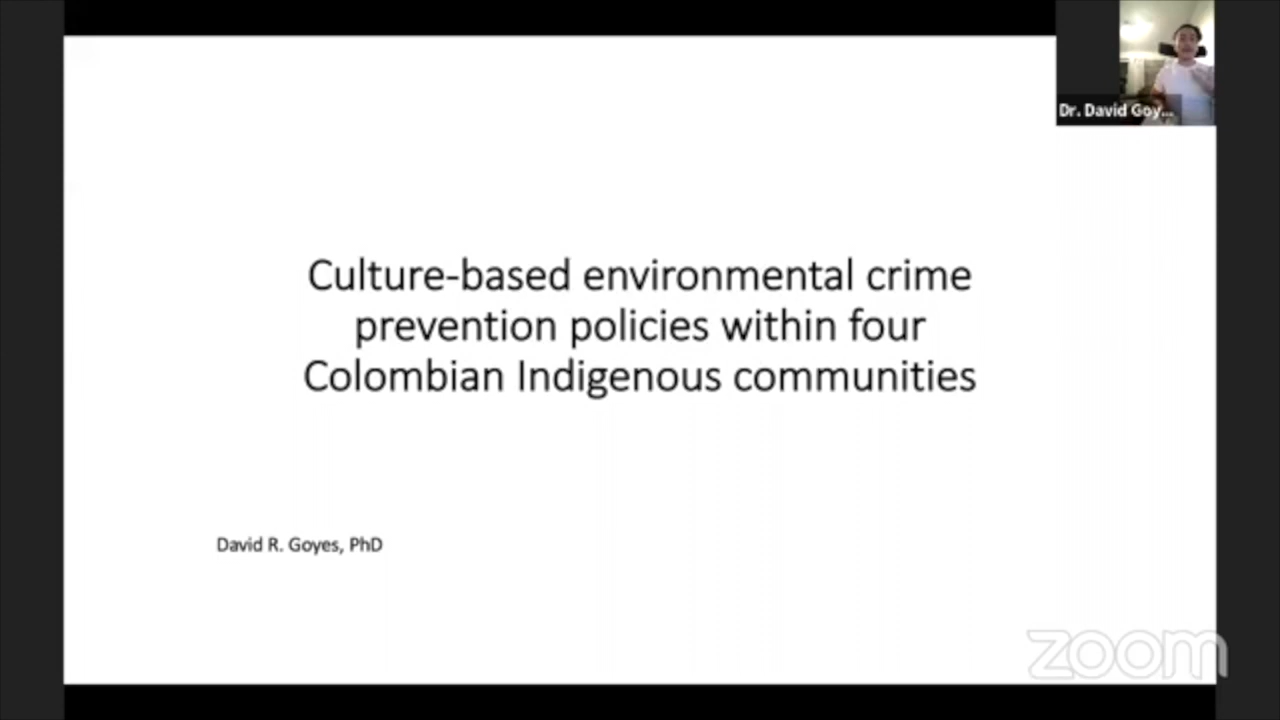 Dr. David Goy...
Culture-based environmental crime
prevention policies within four
Colombian Indigenous communities
David R. Goyes, PhD
zoom